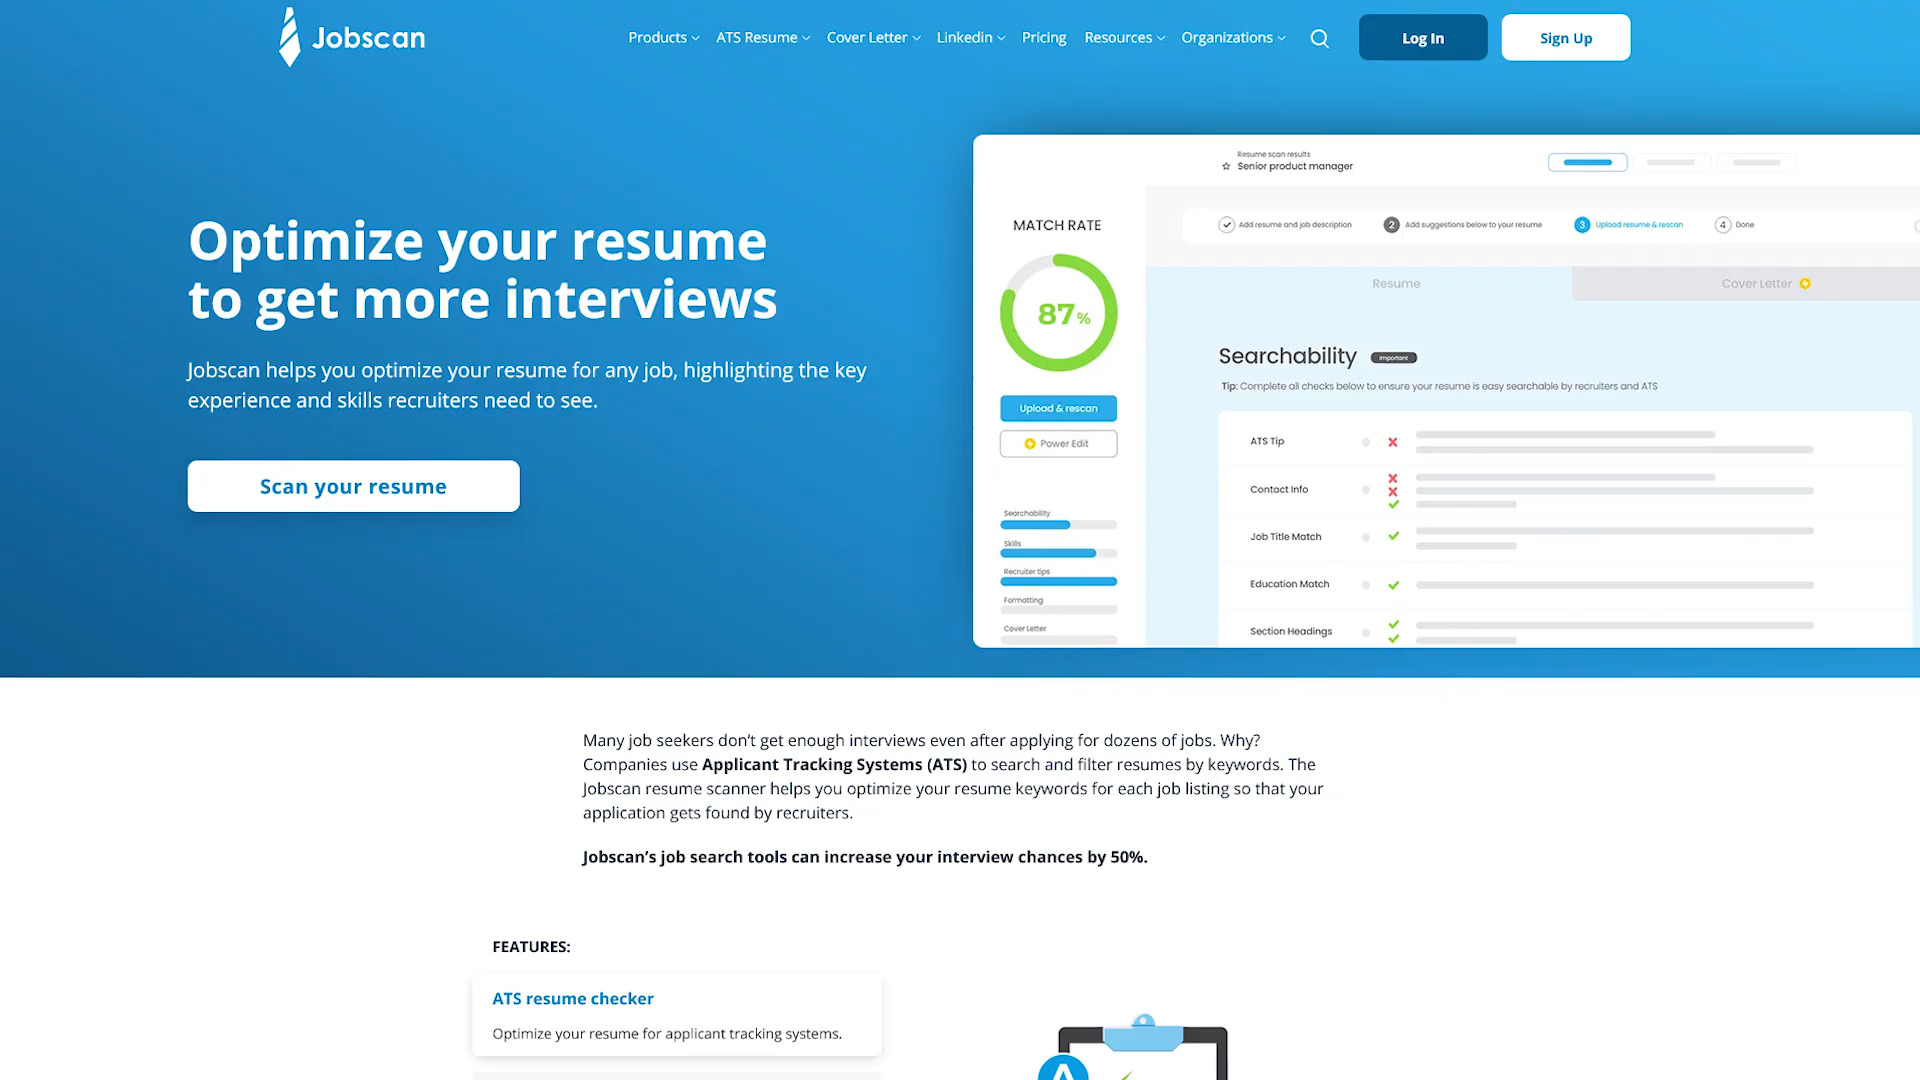 Jobscan
Products
ATS Resume
Cover Letter
Linkedin
Pricing
Resources
Organizations
Log In
Sign Up
Optimize your resume
to get more interviews
Jobscan helps you optimize your resume for any job, highlighting the key
experience and skills recruiters need to see.
Scan your resume
Resume scan results
Senior product manager
MATCH RATE
87%
Upload & rescan
Power Edit
Searchability
Skills
Recruiter tips
Formatting
Cover Letter
Add resume and job description
2 Add suggestions below to your resume
3 Upload resume & rescan
4 Done
Resume
Cover Letter
Searchability
Important
Tip: Complete all checks below to ensure your resume is easy searchable by recruiters and ATS
ATS Tip
Contact Info
Job Title Match
Education Match
Section Headings
Many job seekers don't get enough interviews even after applying for dozens of jobs. Why?
Companies use Applicant Tracking Systems (ATS) to search and filter resumes by keywords. The
Jobscan resume scanner helps you optimize your resume keywords for each job listing so that your
application gets found by recruiters.
Jobscan's job search tools can increase your interview chances by 50%.
FEATURES:
ATS resume checker
Optimize your resume for applicant tracking systems.
A